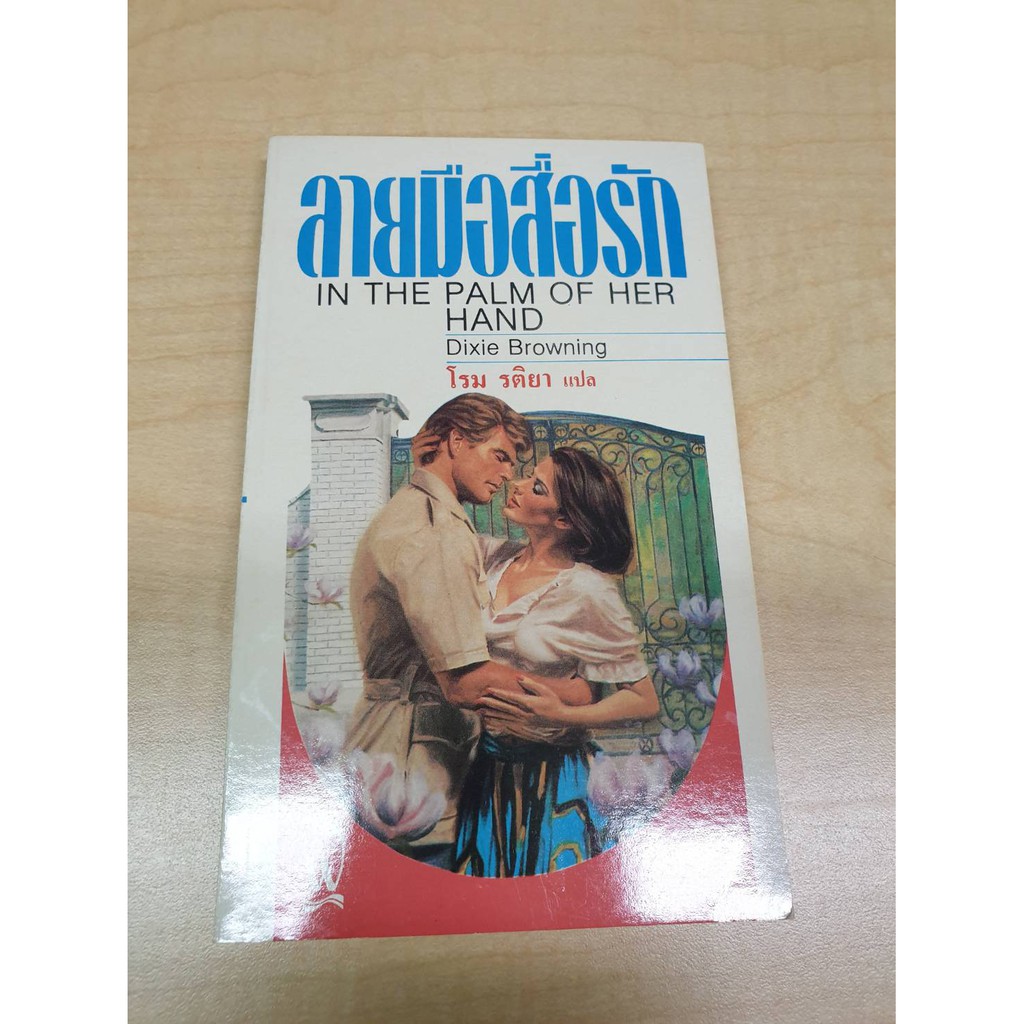 ลายมือสื่อรัก
IN THE PALM OF HER
HAND
Dixie Browning
โรม รติยา แปล